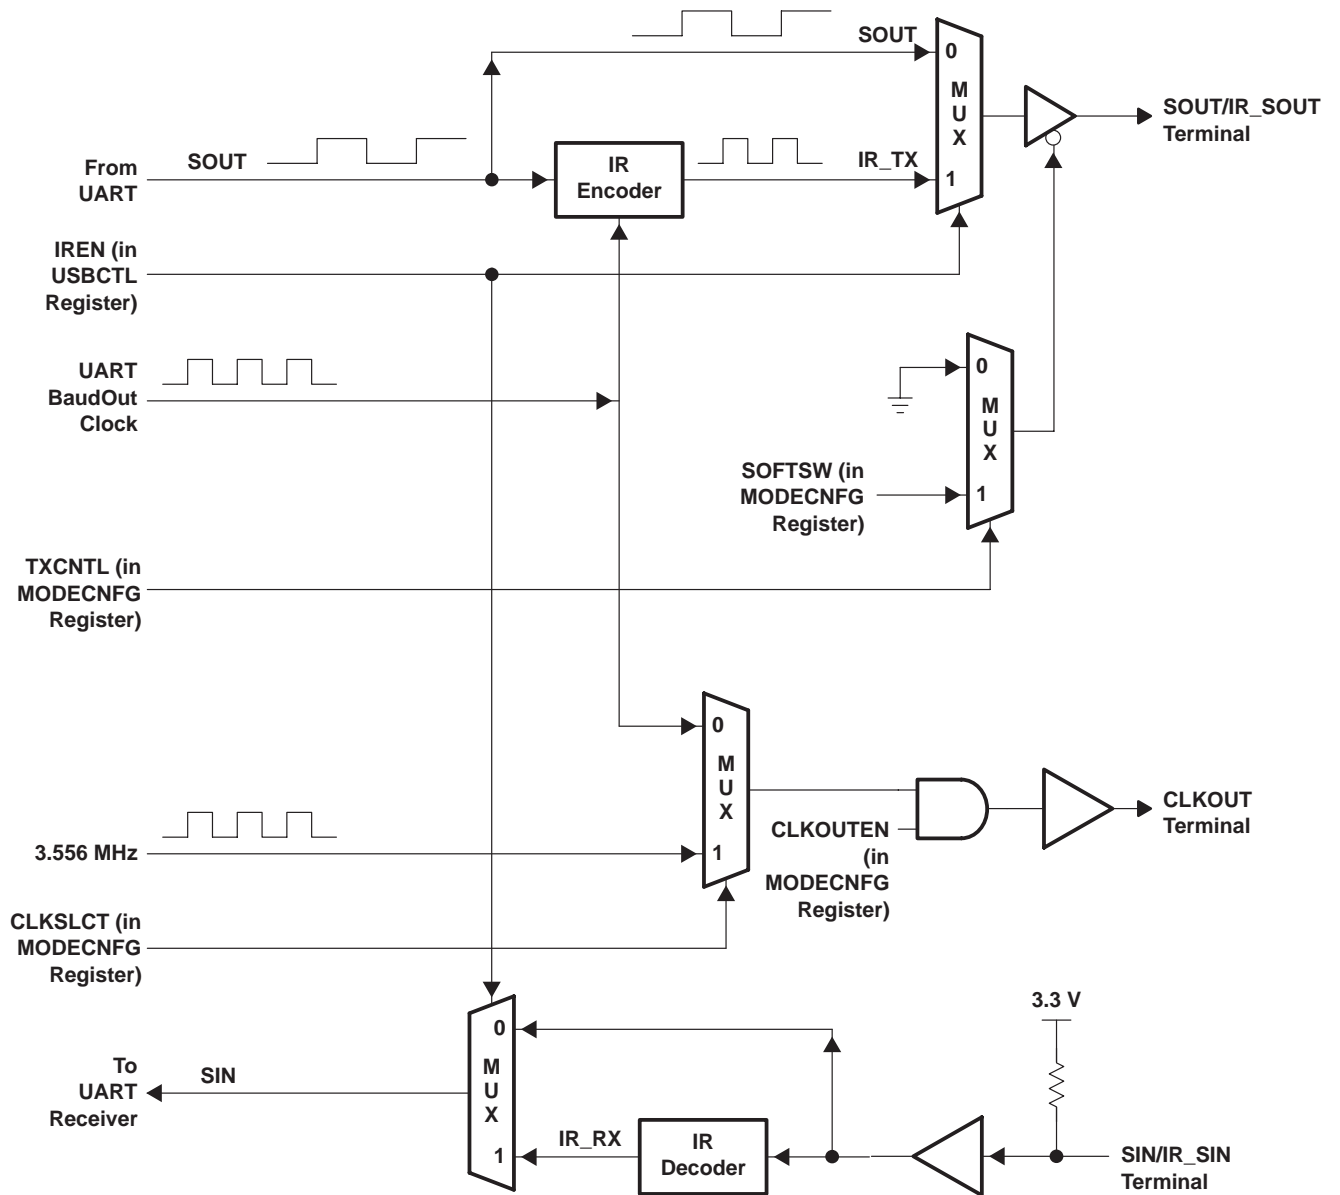 SOUT
0
M
U
X
1
SOUT/IR_SOUT
Terminal
From
UART
SOUT
IR
Encoder
IR_TX
IREN (in
USBCTL
Register)
UART
BaudOut
Clock
0
M
U
X
1
SOFTSW (in
MODECNFG
Register)
TXCNTL (in
MODECNFG
Register)
0
M
U
X
1
CLKOUTEN
(in
MODECNFG
Register)
CLKOUT
Terminal
3.556 MHz
CLKSLCT (in
MODECNFG
Register)
3.3 V
0
M
U
X
1
To
UART
Receiver
SIN
IR_RX
IR
Decoder
SIN/IR_SIN
Terminal